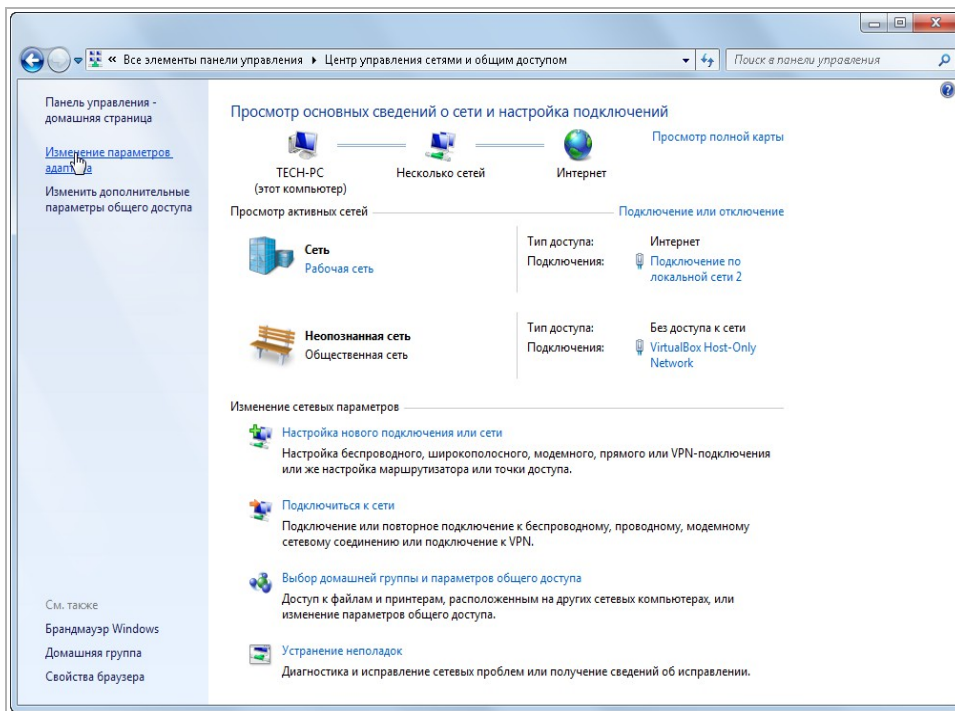 « Все элементы панели управления ▸ Центр управления сетями и общим доступом
Поиск в панели управления
Панель управления -
домашняя страница
Изменение параметров
адаптера
Изменить дополнительные
параметры общего доступа
См. также
Брандмауэр Windows
Домашняя группа
Свойства браузера
Просмотр основных сведений о сети и настройка подключений
TECH-PC
(этот компьютер)
Несколько сетей
Интернет
Просмотр полной карты
Просмотр активных сетей
Подключение или отключение
Сеть
Рабочая сеть
Тип доступа: Интернет
Подключения: Подключение по
локальной сети 2
Неопознанная сеть
Общественная сеть
Тип доступа: Без доступа к сети
Подключения: VirtualBox Host-Only
Network
Изменение сетевых параметров
Настройка нового подключения или сети
Настройка беспроводного, широкополосного, модемного, прямого или VPN-подключения
или же настройка маршрутизатора или точки доступа.
Подключиться к сети
Подключение или повторное подключение к беспроводному, проводному, модемному
сетевому соединению или подключение к VPN.
Выбор домашней группы и параметров общего доступа
Доступ к файлам и принтерам, расположенным на других сетевых компьютерах, или
изменение параметров общего доступа.
Устранение неполадок
Диагностика и исправление сетевых проблем или получение сведений об исправлении.